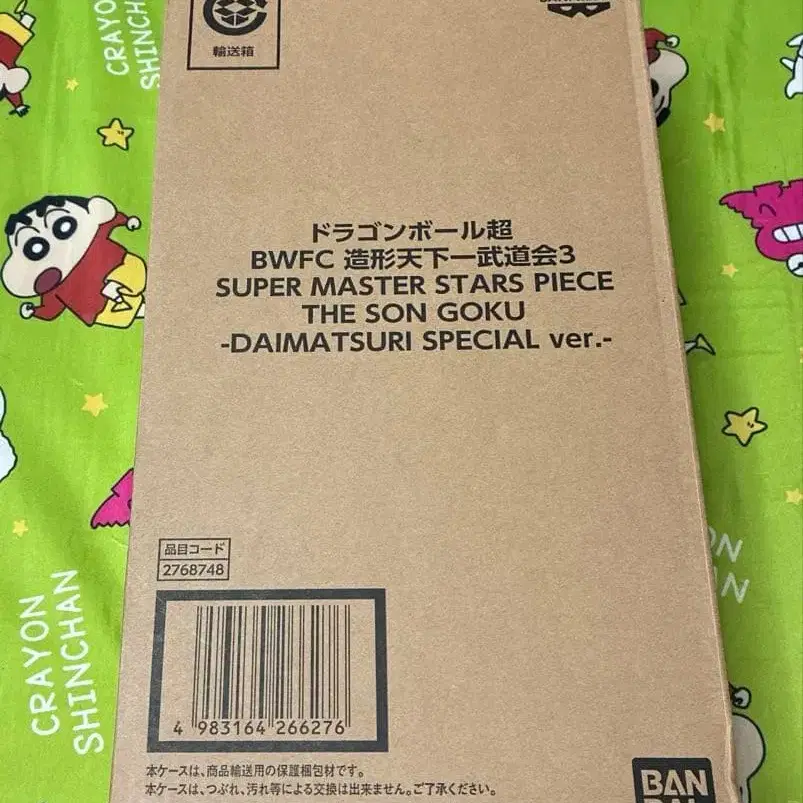 輸送箱
CRAYON
SHINCHAN
ドラゴンボール超
BWFC 造形天下一武道会3
SUPER MASTER STARS PIECE
THE SON GOKU
-DAIMATSURI SPECIAL ver.-
品目コード
2768748
4 983164 266276
本ケースは、商品輸送用の保護梱包材です。
本ケースは、つぶれ、汚れ等による交換は出来ません。ご了承ください。
CRAYON
SHINCHAN
BAN